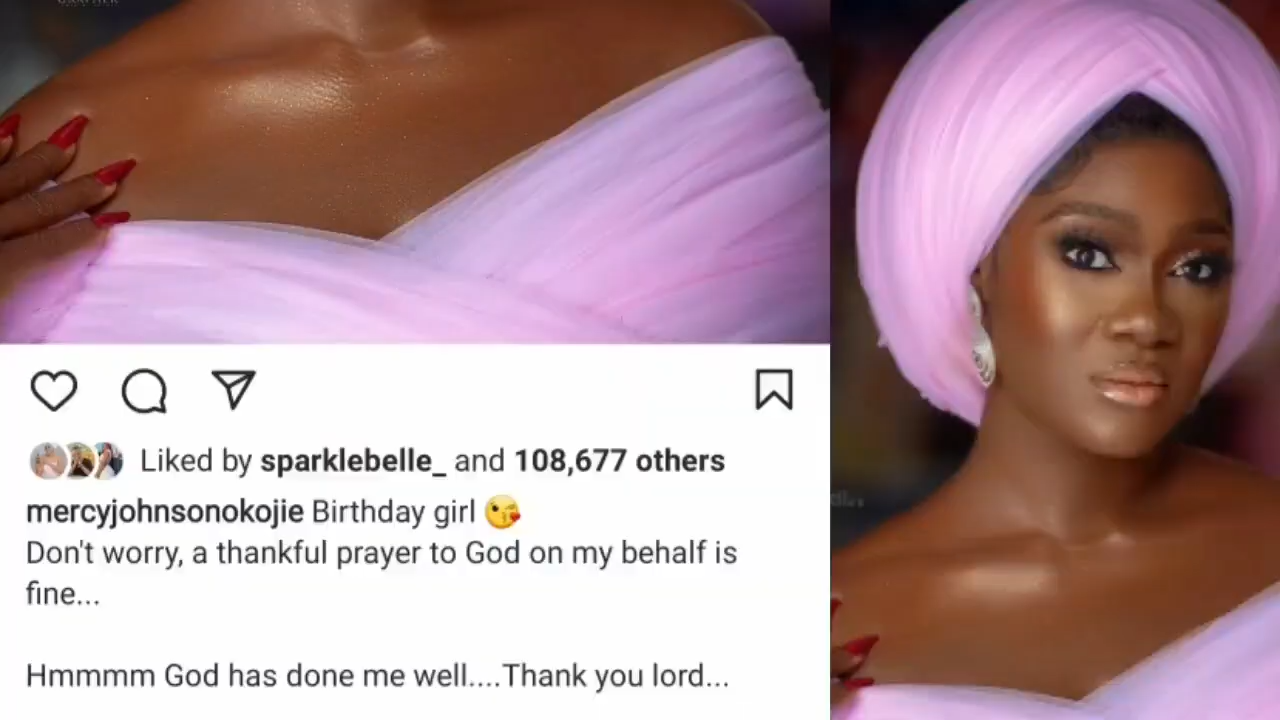 Liked by sparklebelle_ and 108,677 others
mercyjohnsonokojie Birthday girl 😘
Don't worry, a thankful prayer to God on my behalf is
fine...
Hmmmm God has done me well....Thank you lord...